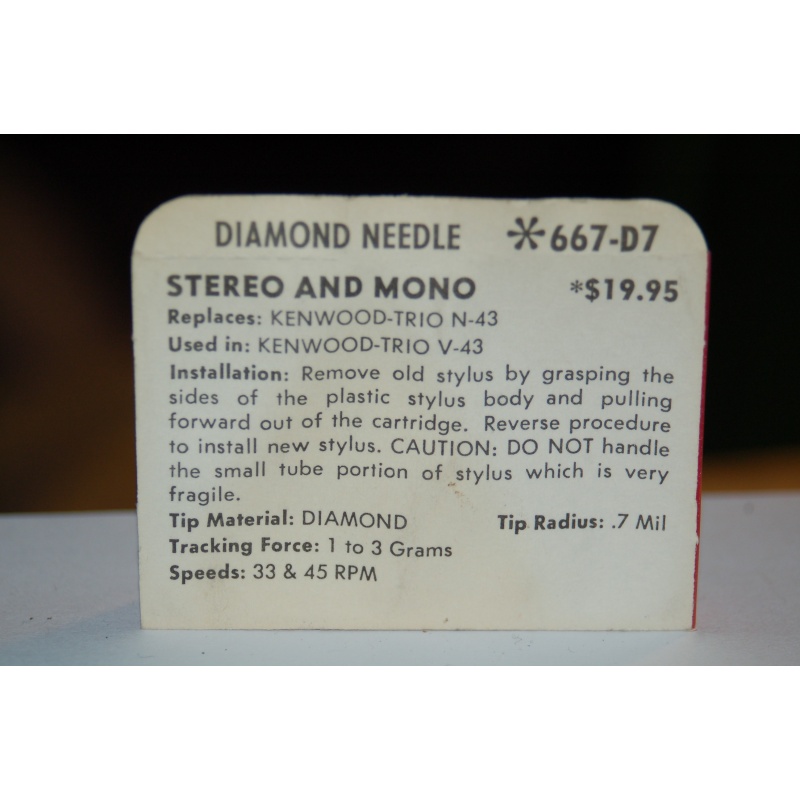 DIAMOND NEEDLE *667-D7
STEREO AND MONO *$19.95
Replaces: KENWOOD-TRIO N-43
Used in: KENWOOD-TRIO V-43
Installation: Remove old stylus by grasping the
sides of the plastic stylus body and pulling
forward out of the cartridge. Reverse procedure
to install new stylus. CAUTION: DO NOT handle
the small tube portion of stylus which is very
fragile.
Tip Material: DIAMOND Tip Radius: .7 Mil
Tracking Force: 1 to 3 Grams
Speeds: 33 & 45 RPM